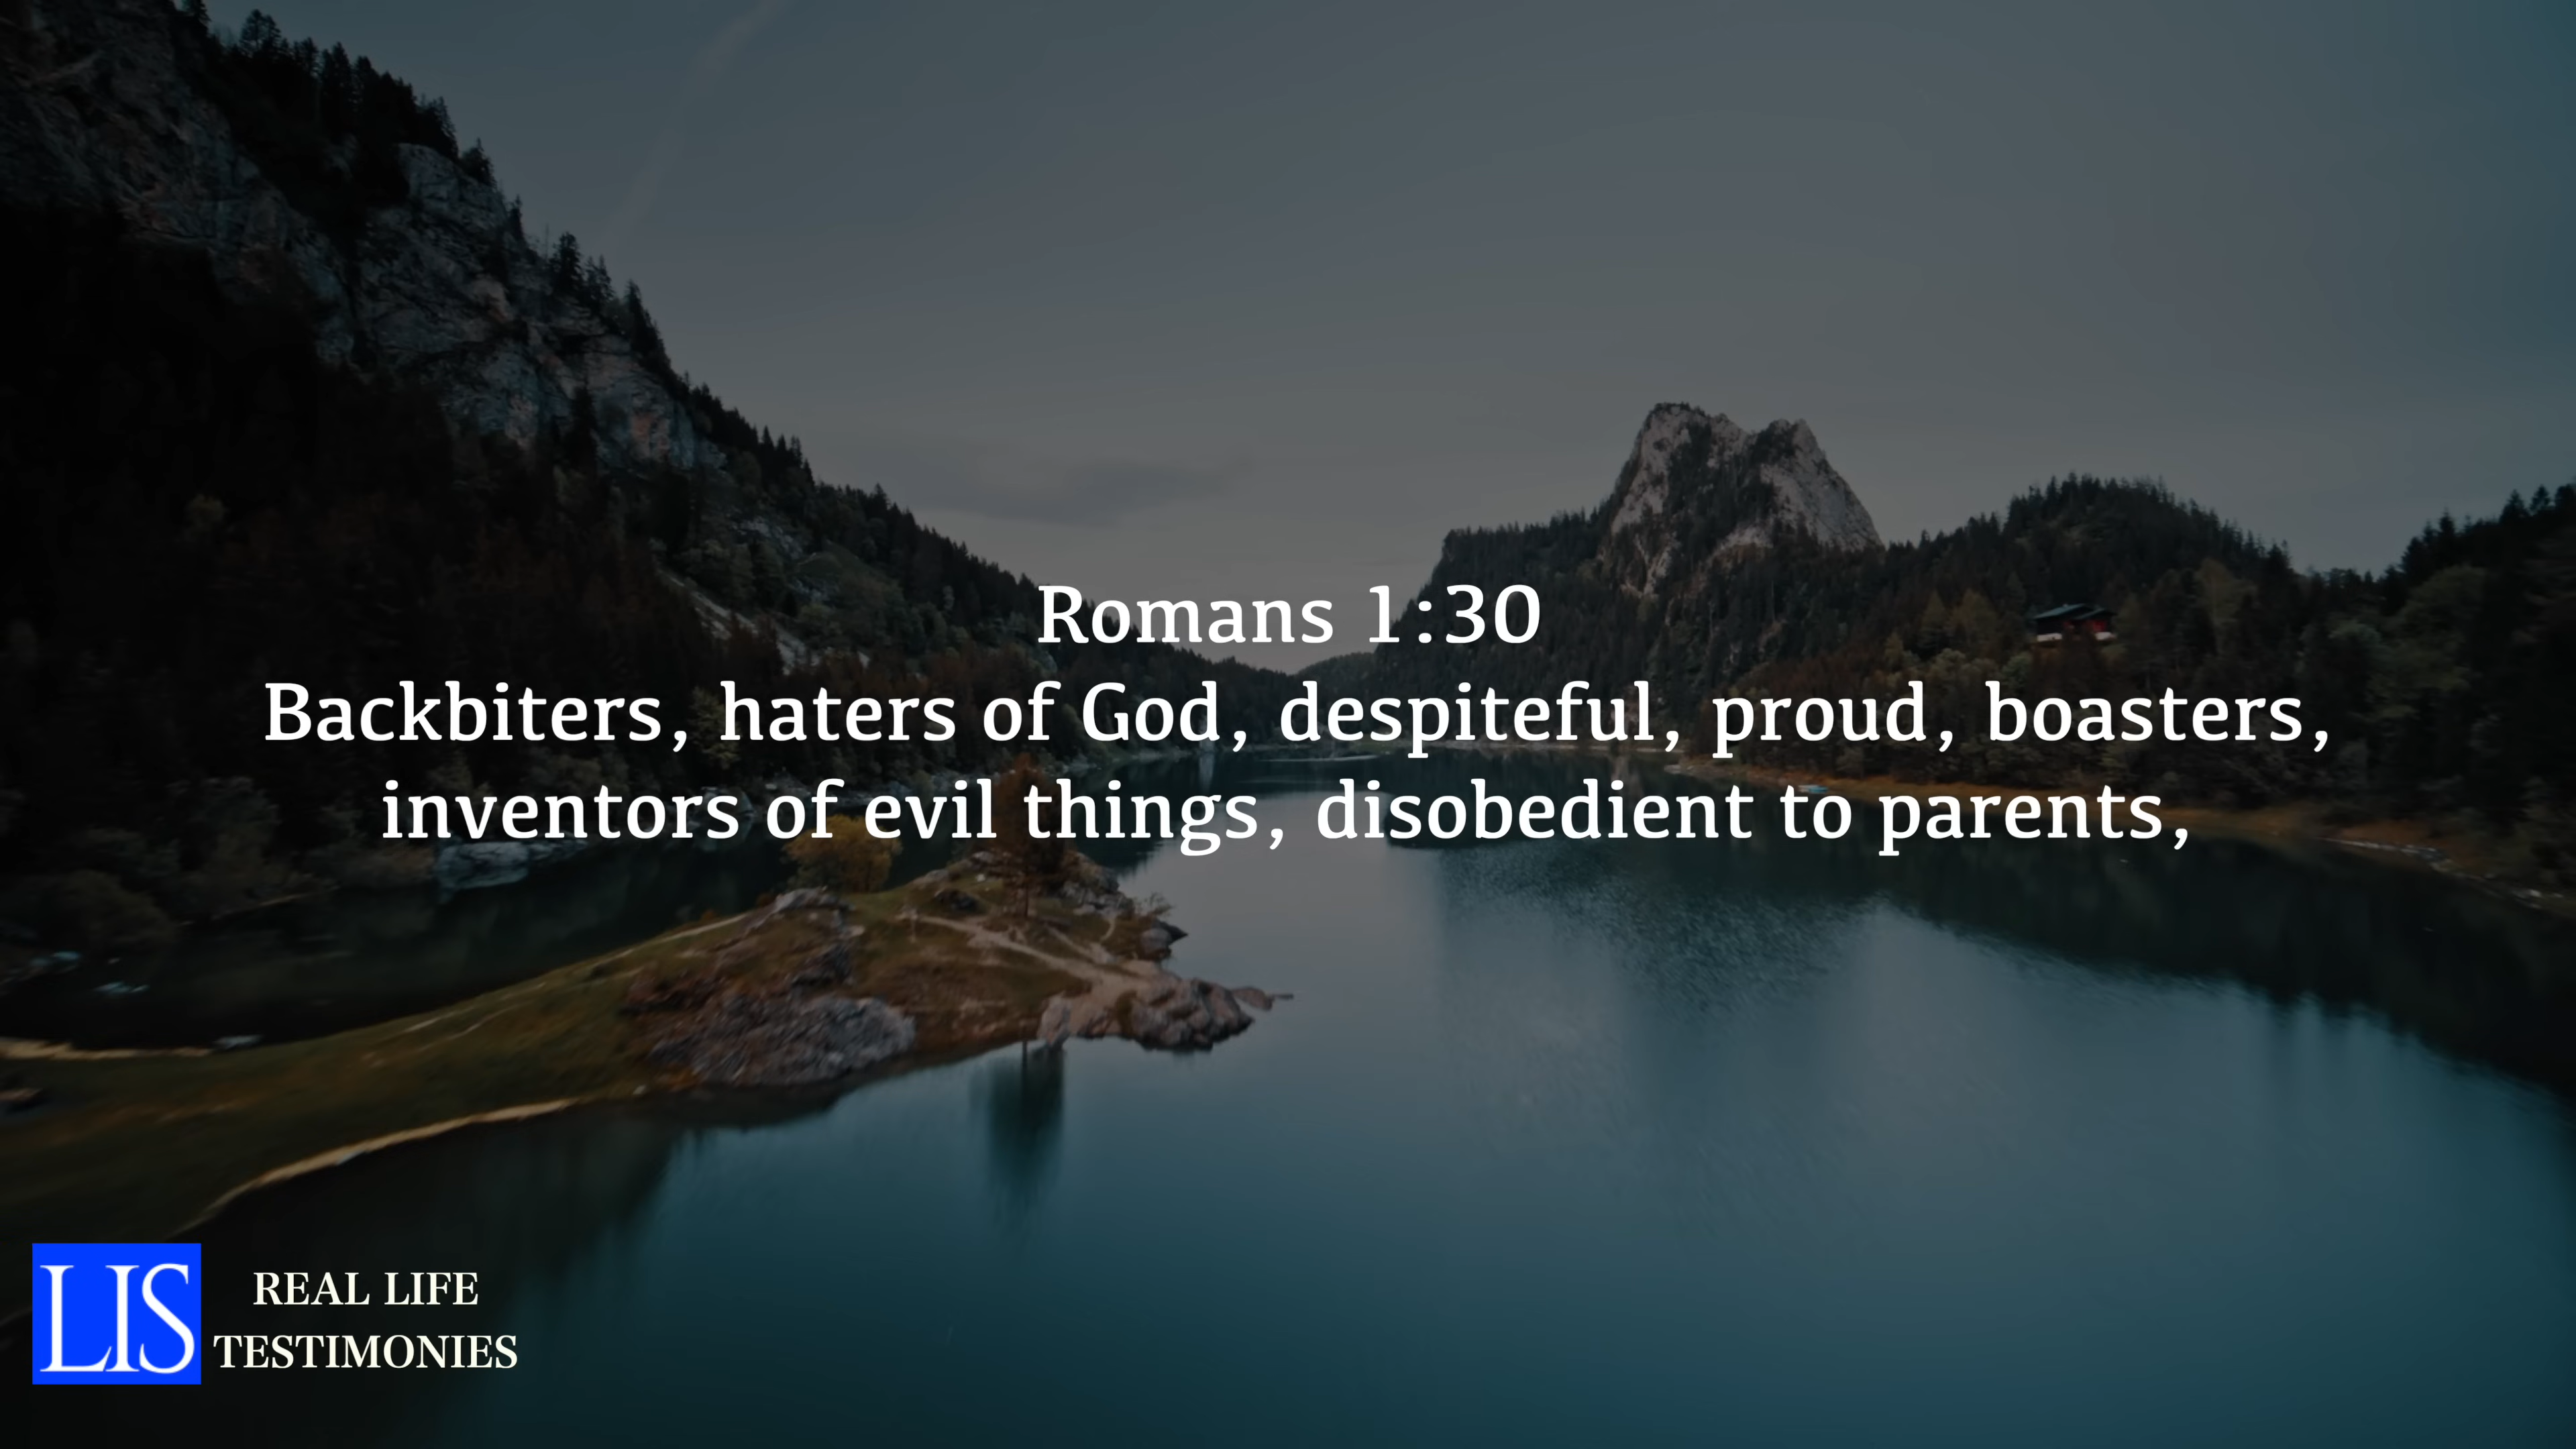 Romans 1:30
Backbiters, haters of God, despiteful, proud, boasters,
inventors of evil things, disobedient to parents,
LIS
REAL LIFE
TESTIMONIES